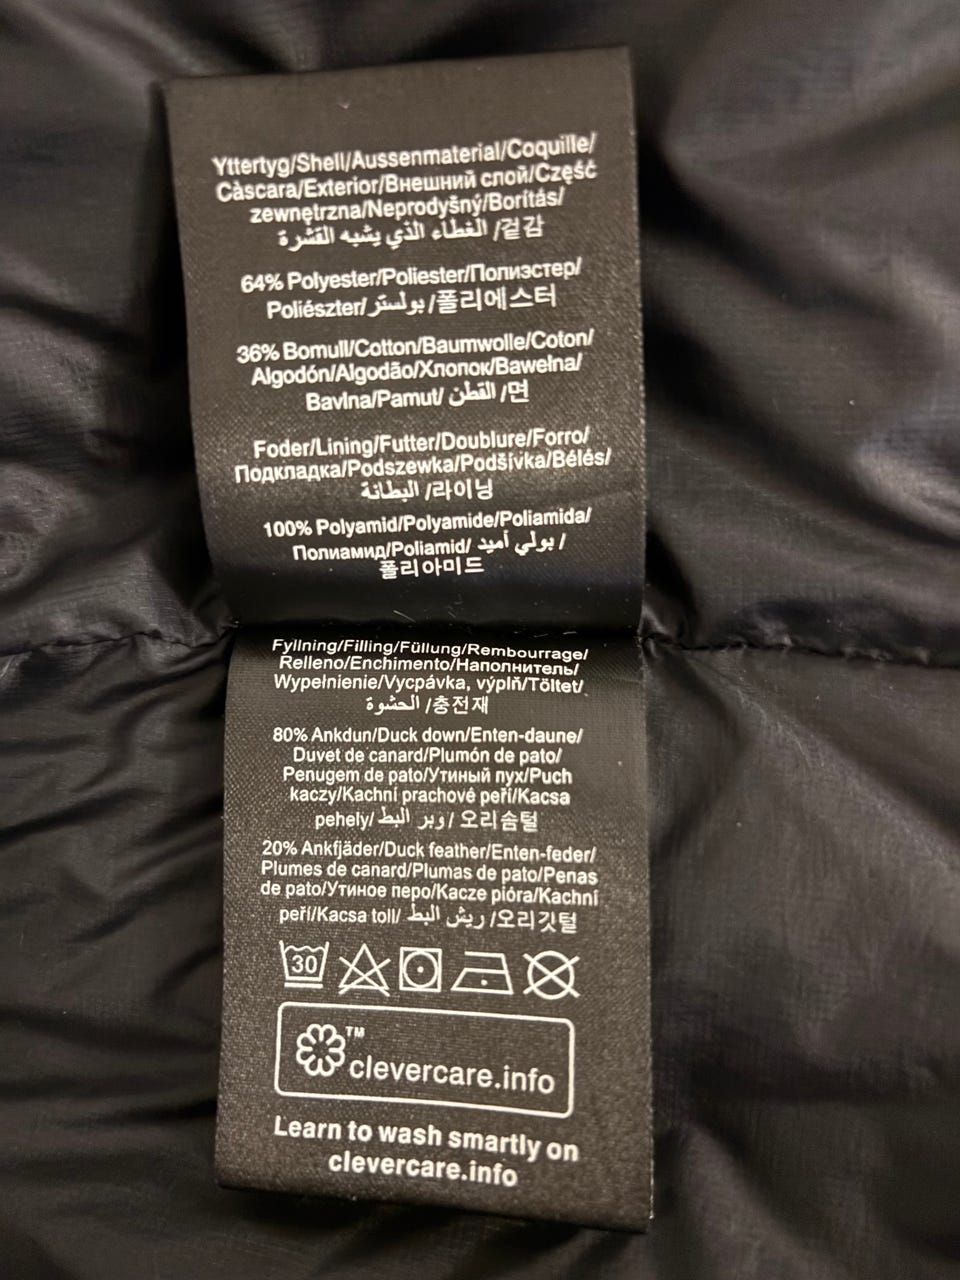 Yttertyg/Shell/Aussenmaterial/Coquille/
Càscara/Exterior/Внешний слой/Część
zewnętrzna/Neprodyšný/Borítás/
الغطاء الذي يشبه القشرة /겉감
64% Polyester/Poliester/Полиэстер/
Poliészter/بولستر/폴리에스터
36% Bomull/Cotton/Baumwolle/Coton/
Algodón/Algodão/Хлопок/Bawełna/
Bavlna/Pamut/ القطن /면
Foder/Lining/Futter/Doublure/Forro/
Подкладка/Podszewka/Podšívka/Bélés/
البطانة /라이닝
100% Polyamid/Polyamide/Poliamida/
Полиамид/Poliamid/ بولي أميد /
폴리아미드
Fyllning/Filling/Füllung/Rembourrage/
Relleno/Enchimento/Наполнитель/
Wypełnienie/Vycpávka, výplň/Töltet/
الحشوة /충전재
80% Ankdun/Duck down/Enten-daune/
Duvet de canard/Plumón de pato/
Penugem de pato/Утиный пух/Puch
kaczy/Kachní prachové peří/Kacsa
pehely/ وبر البط / 오리솜털
20% Ankfjäder/Duck feather/Enten-feder/
Plumes de canard/Plumas de pato/Penas
de pato/Утиное перо/Kacze pióra/Kachní
peří/Kacsa toll/ ريش البط /오리깃털
30
TM
clevercare.info
Learn to wash smartly on
clevercare.info